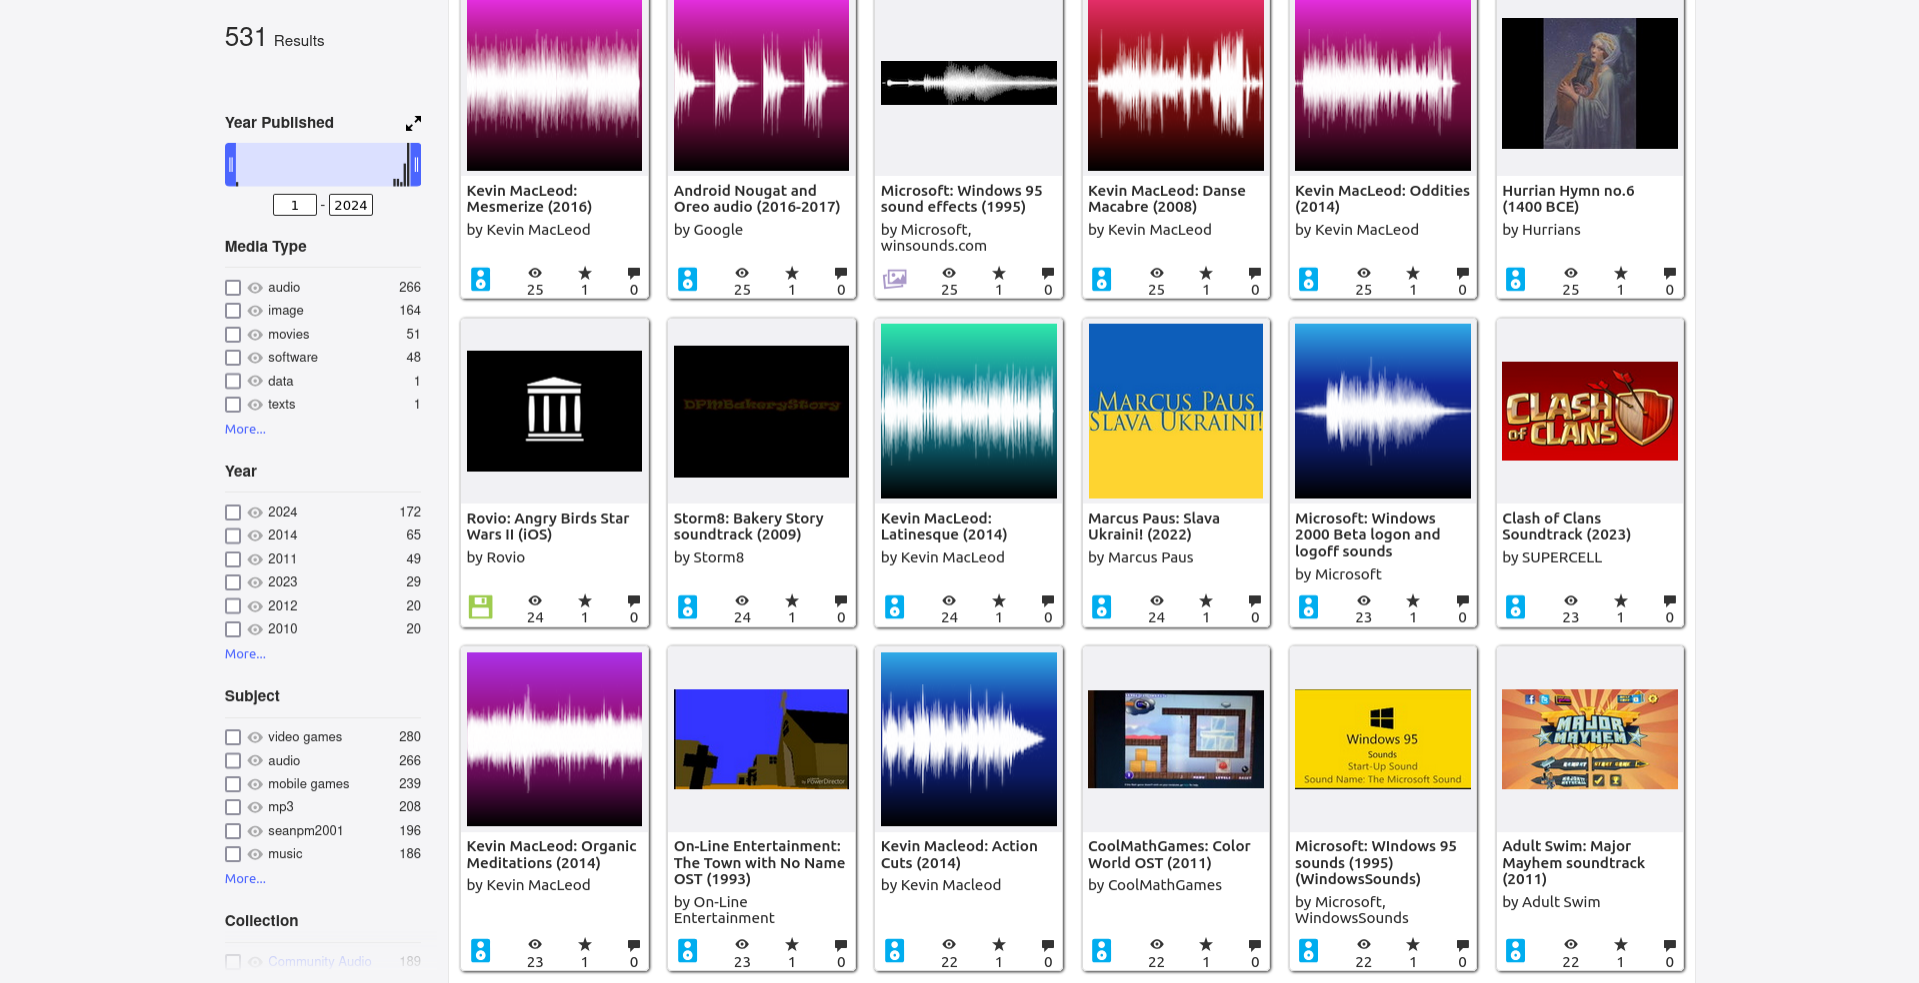 531 Results
Year Published
1 - 2024
Media Type
audio 266
image 164
movies 51
software 48
data 1
texts 1
More...
Year
2024 172
2014 65
2011 49
2023 29
2012 20
2010 20
More...
Subject
video games 280
audio 266
mobile games 239
mp3 208
seanpm2001 196
music 186
More...
Collection
Community Audio 189
Kevin MacLeod:
Mesmerize (2016)
by Kevin MacLeod
25 1 0
Android Nougat and
Oreo audio (2016-2017)
by Google
25 1 0
Microsoft: Windows 95
sound effects (1995)
by Microsoft,
winsounds.com
25 1 0
Kevin MacLeod: Danse
Macabre (2008)
by Kevin MacLeod
25 1 0
Kevin MacLeod: Oddities
(2014)
by Kevin MacLeod
25 1 0
Hurrian Hymn no.6
(1400 BCE)
by Hurrians
25 1 0
Rovio: Angry Birds Star
Wars II (iOS)
by Rovio
24 1 0
DPMBakeryStory
Storm8: Bakery Story
soundtrack (2009)
by Storm8
24 1 0
Kevin MacLeod:
Latinesque (2014)
by Kevin MacLeod
24 1 0
MARCUS PAUS
SLAVA UKRAINI!
Marcus Paus: Slava
Ukraini! (2022)
by Marcus Paus
24 1 0
Microsoft: Windows
2000 Beta logon and
logoff sounds
by Microsoft
23 1 0
CLASH
OF CLANS
Clash of Clans
Soundtrack (2023)
by SUPERCELL
23 1 0
Kevin MacLeod: Organic
Meditations (2014)
by Kevin MacLeod
23 1 0
PowerDirector
On-Line Entertainment:
The Town with No Name
OST (1993)
by On-Line
Entertainment
23 1 0
Kevin Macleod: Action
Cuts (2014)
by Kevin Macleod
22 1 0
CoolMathGames: Color
World OST (2011)
by CoolMathGames
22 1 0
Windows 95
Sounds
Start-Up Sound
Sound Name: The Microsoft Sound
Microsoft: WIndows 95
sounds (1995)
(WindowsSounds)
by Microsoft,
WindowsSounds
22 1 0
MAJOR
MAYHEM
Adult Swim: Major
Mayhem soundtrack
(2011)
by Adult Swim
22 1 0